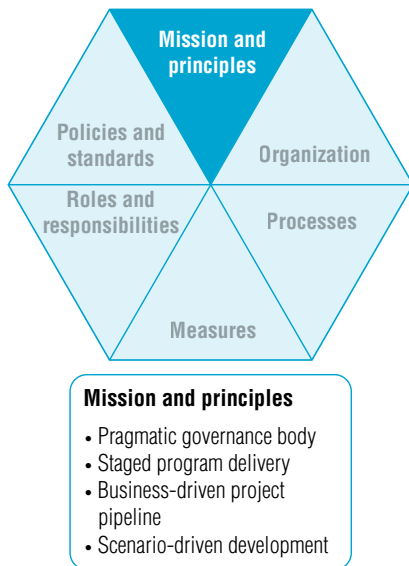 Mission and
principles
Policies and
standards
Organization
Roles and
responsibilities
Processes
Measures
Mission and principles
• Pragmatic governance body
• Staged program delivery
• Business-driven project
pipeline
• Scenario-driven development